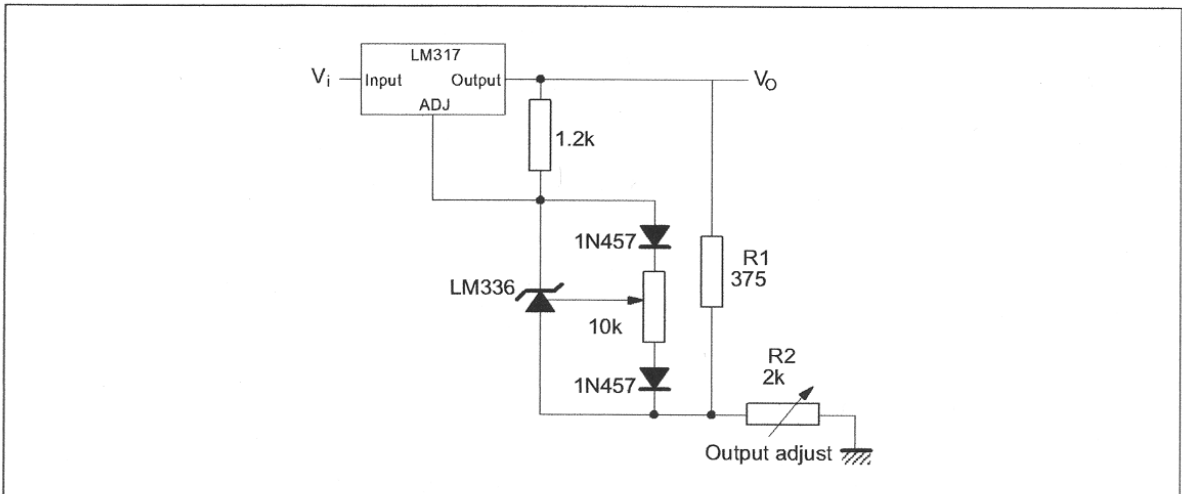 LM317
Vi
Input
Output
VO
ADJ
1.2k
1N457
R1
375
LM336
10k
R2
2k
1N457
Output adjust